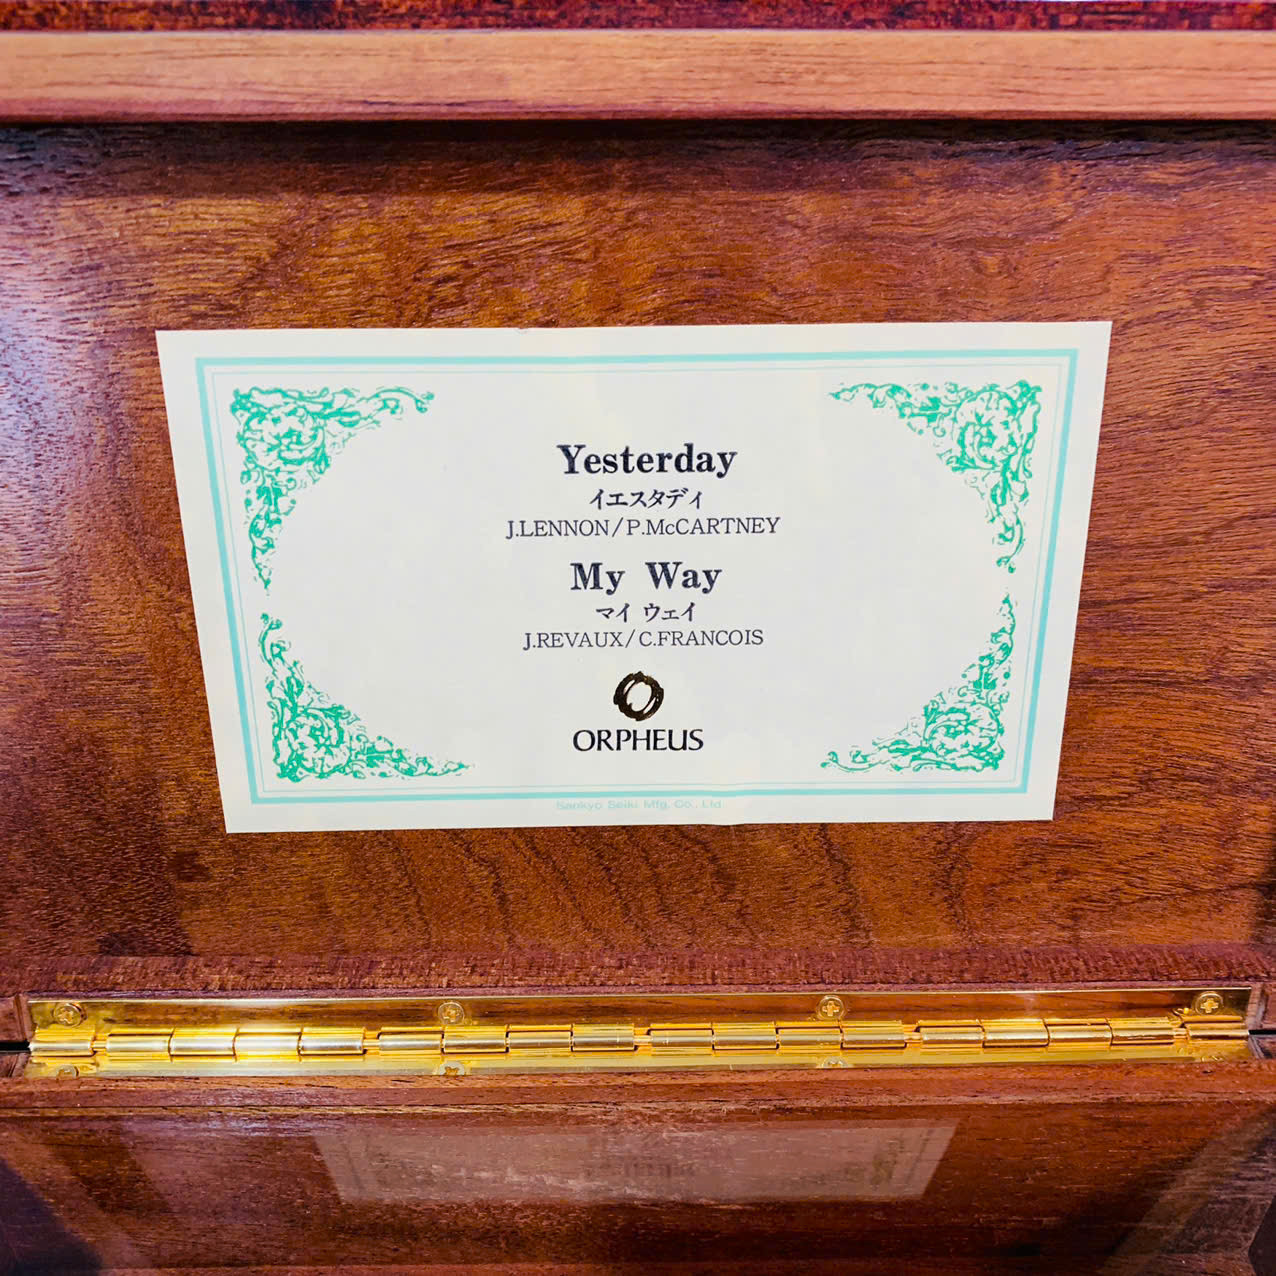 Yesterday
イエスタディ
J.LENNON/P.McCARTNEY
My Way
マイ ウェイ
J.REVAUX/C.FRANCOIS
ORPHEUS
Sankyo Seiki Mfg. Co., Ltd